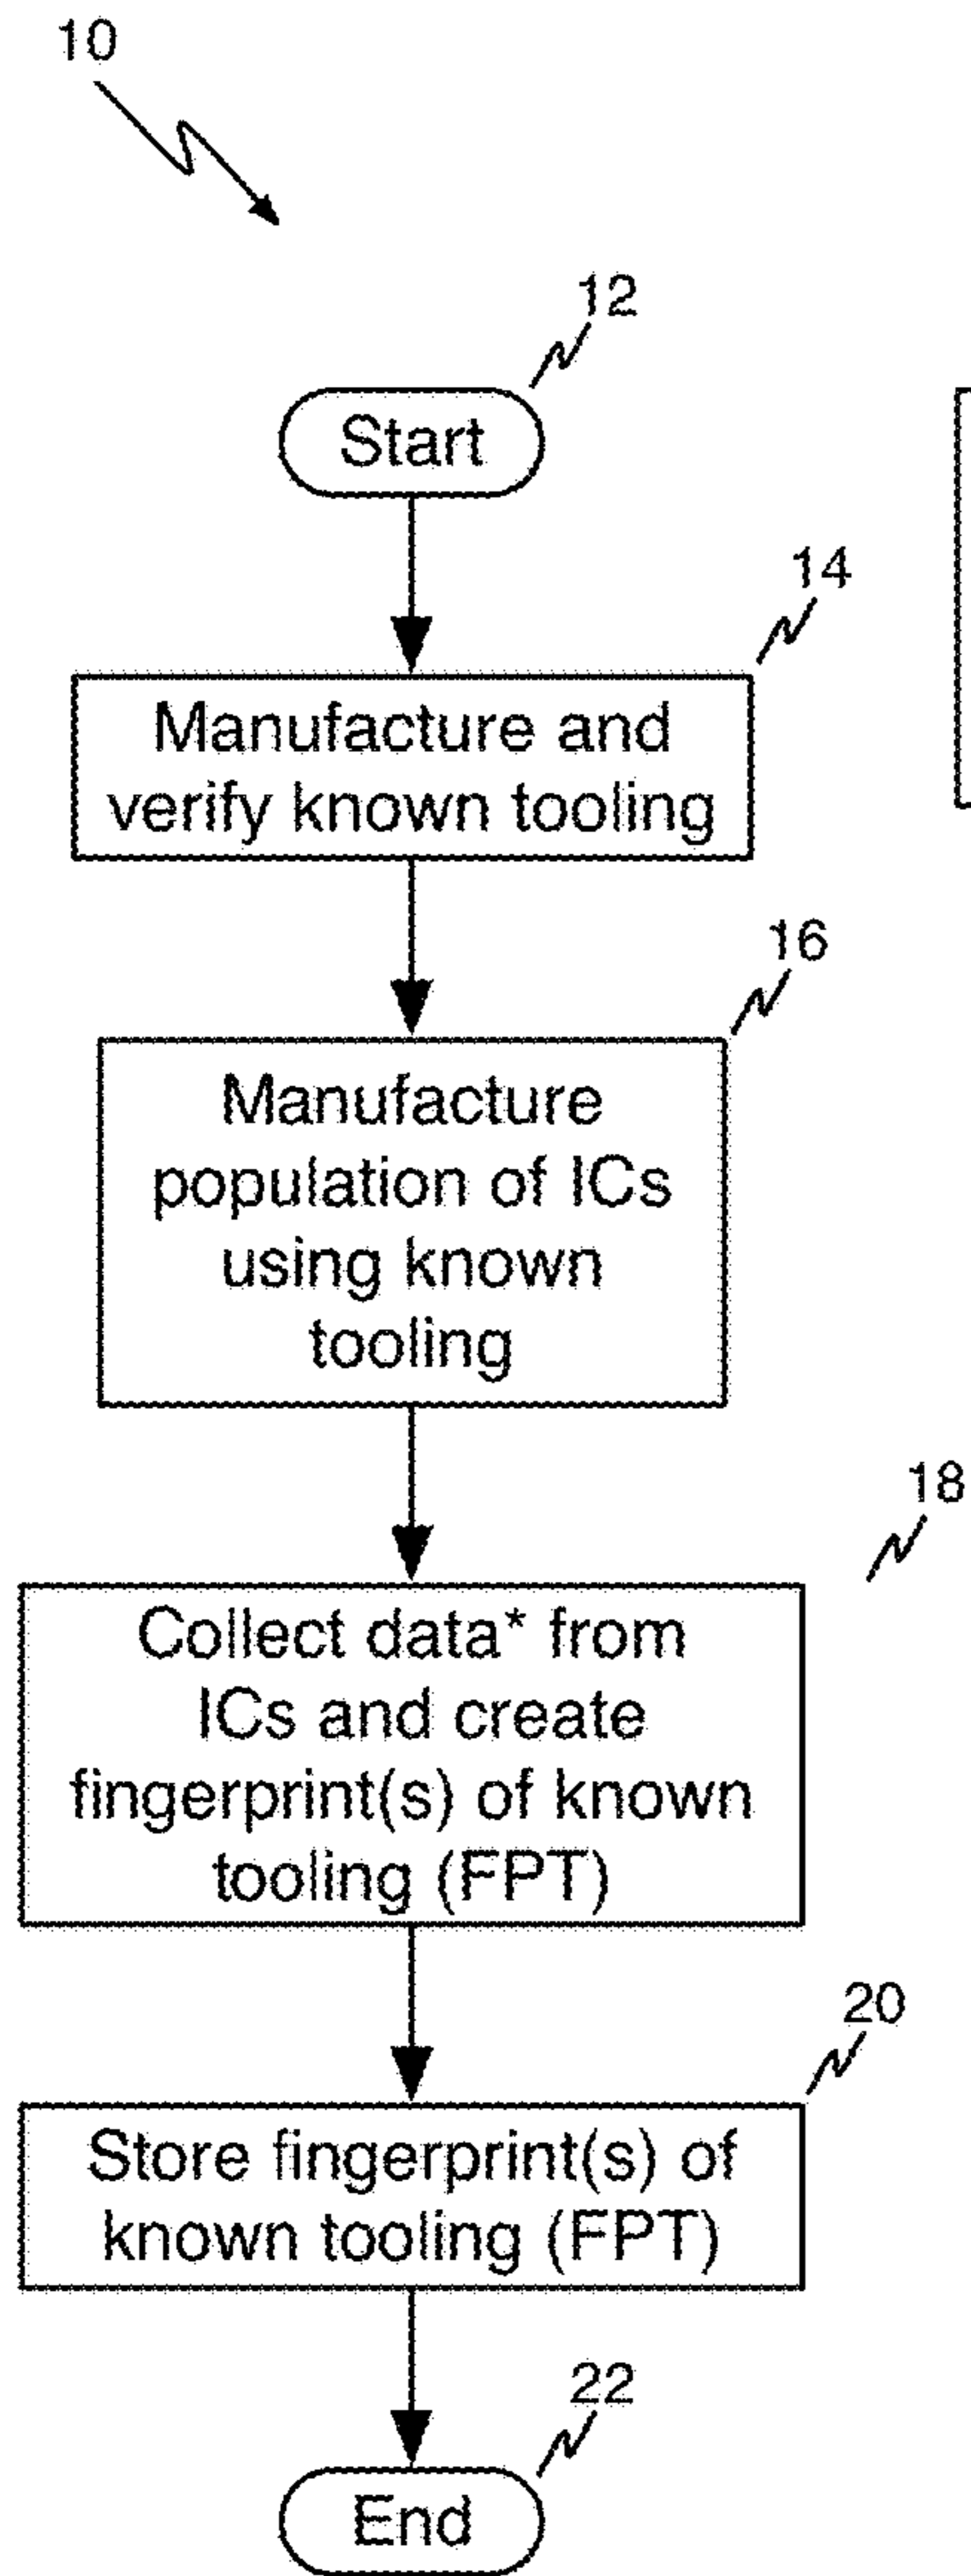 10
12
Start
14
Manufacture and
verify known tooling
16
Manufacture
population of ICs
using known
tooling
18
Collect data* from
ICs and create
fingerprint(s) of known
tooling (FPT)
20
Store fingerprint(s) of
known tooling (FPT)
22
End